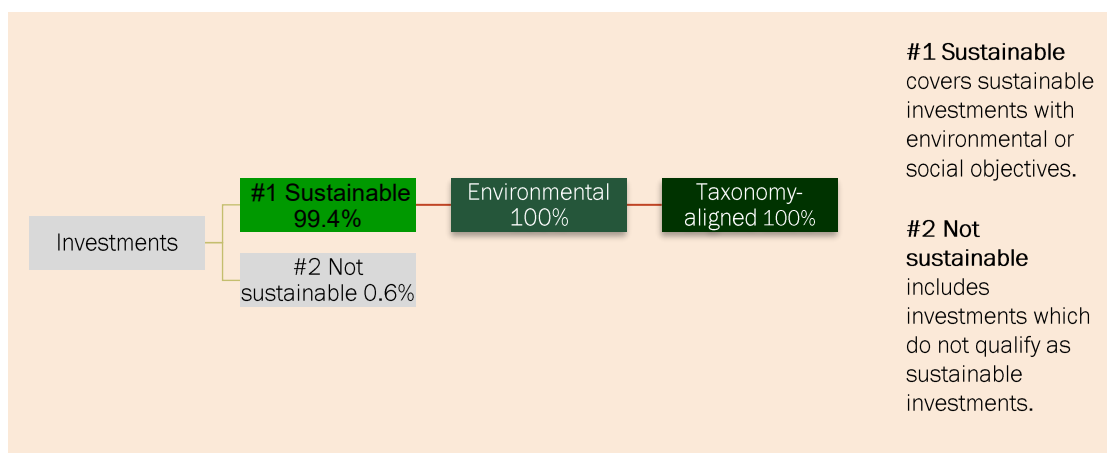 Investments
#1 Sustainable
99.4%
#2 Not
sustainable 0.6%
Environmental
100%
Taxonomy-
aligned 100%
#1 Sustainable
covers sustainable
investments with
environmental or
social objectives.
#2 Not
sustainable
includes
investments which
do not qualify as
sustainable
investments.